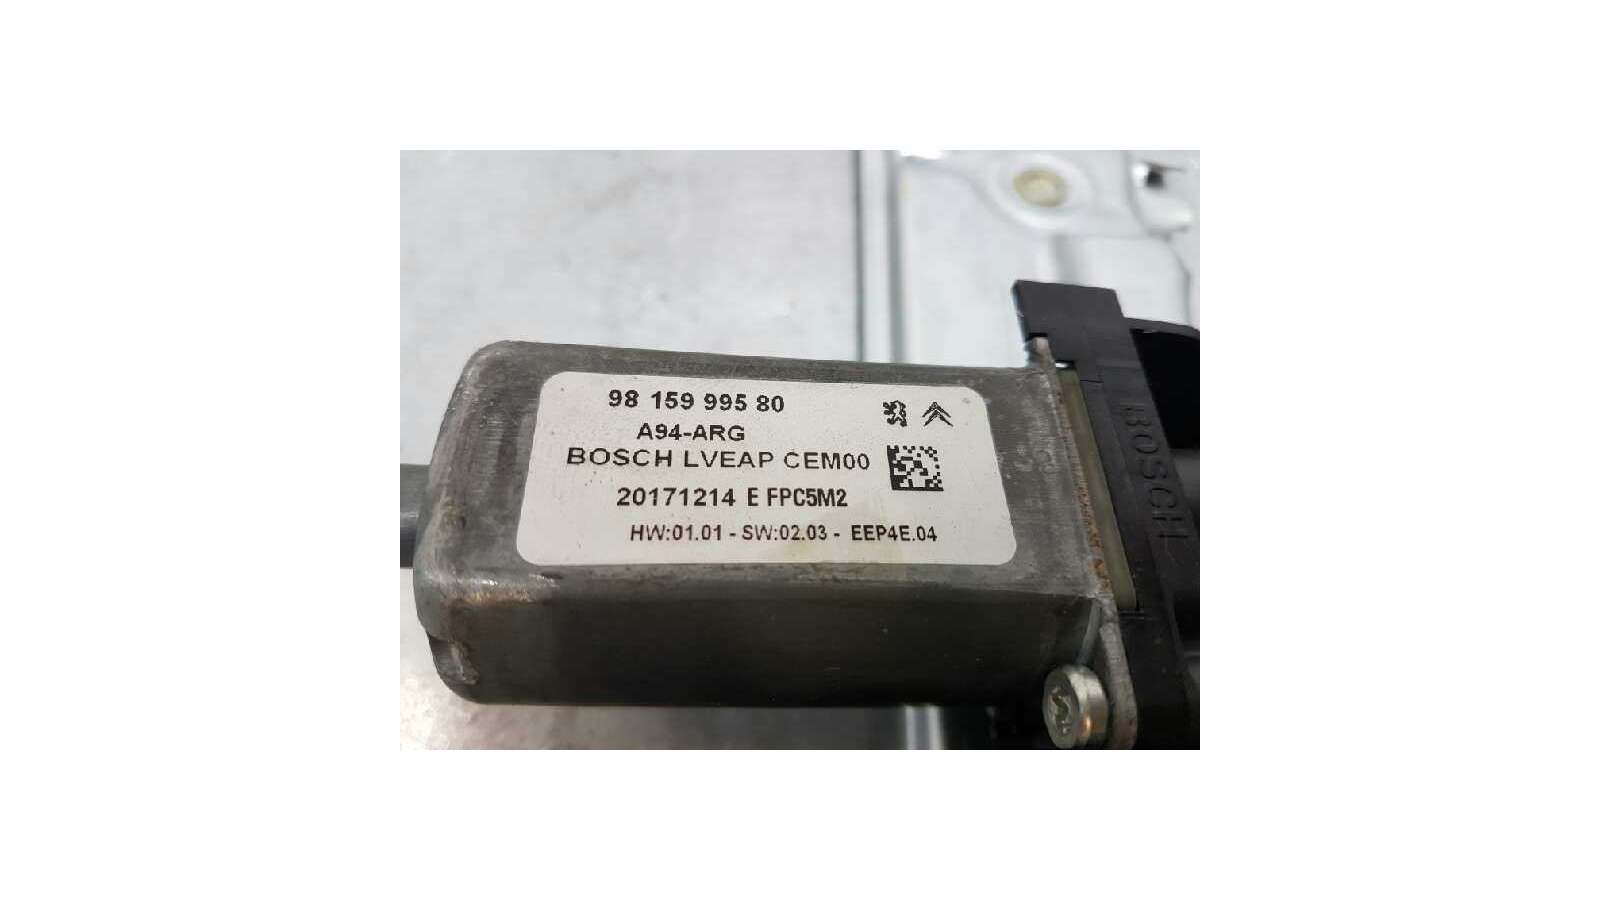 98 159 995 80
A94-ARG
BOSCH LVEAP CEM00
20171214 E FPC5M2
HW:01.01 - SW:02.03 - EEP4E.04
BOSCH